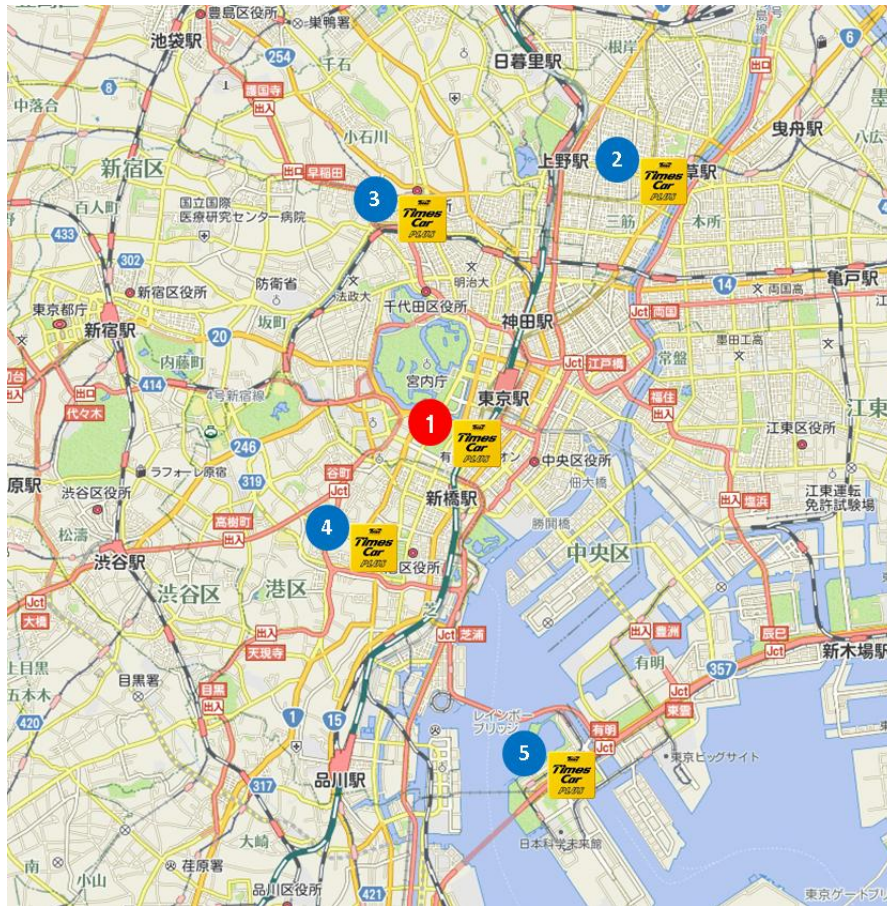 豊島区役所
巣鴨署
池袋駅
254
千石
根岸
日暮里駅
出口
6
8
護国寺
出入
中落合
小石川
曳舟駅
新宿区
出口
早稲田
上野駅
2
草駅
八広
百人町
国立国際
医療研究センター病院
3
Times
Car
PLUS
Times
Car
PLUS
三筋
本所
433
302
防衛省
明治大
法政大
14
両国高
亀戸駅
東京都庁
新宿区役所
千代田区役所
Jct
両国
新宿駅
20
坂町
神田駅
墨田工高
内藤町
Jct
江戸橋
常盤
出口
414
4号新宿線
宮内庁
東京駅
福住
出入
代々木
1
Times
Car
PLUS
江東区
江東区役所
246
ラフォーレ原宿
谷町
Jct
中央区役所
佃大橋
原駅
渋谷区役所
319
新橋駅
出入
塩浜
江東運転
免許試験場
松濤
高樹町
出入
4
Times
Car
PLUS
勝鬨橋
中央区
渋谷駅
区役所
渋谷区
港区
芝
Jct
大橋
出入
天現寺
Jct
芝浦
出入
豊洲
Jct
辰巳
新木場駅
上目黒
目黒署
有明
357
五本木
目黒
出入
Jct
東雲
420
1
15
レインボー
ブリッジ
有明
Jct
5
Times
Car
PLUS
東京ビッグサイト
品川駅
317
日本科学未来館
大崎
南
荏原署
小山
品川区役所
421
東京ゲートブリ